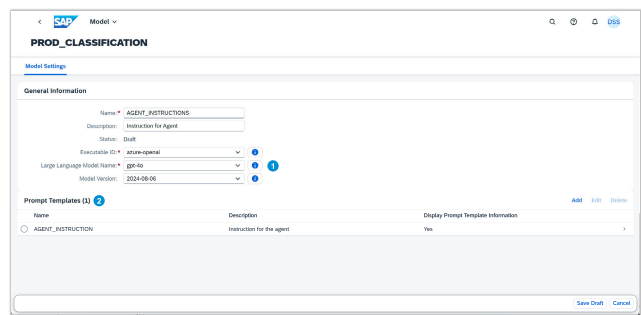 SAP Model
DSS
PROD_CLASSIFICATION
Model Settings
General Information
Name:* AGENT_INSTRUCTIONS
Description: Instruction for Agent
Status: Draft
Executable ID:* azure-openai
Large Language Model Name:* gpt-4o 1
Model Version: 2024-08-06
Prompt Templates (1) 2 Add Edit Delete
Name Description Display Prompt Template Information
AGENT_INSTRUCTION Instruction for the agent Yes
Save Draft Cancel